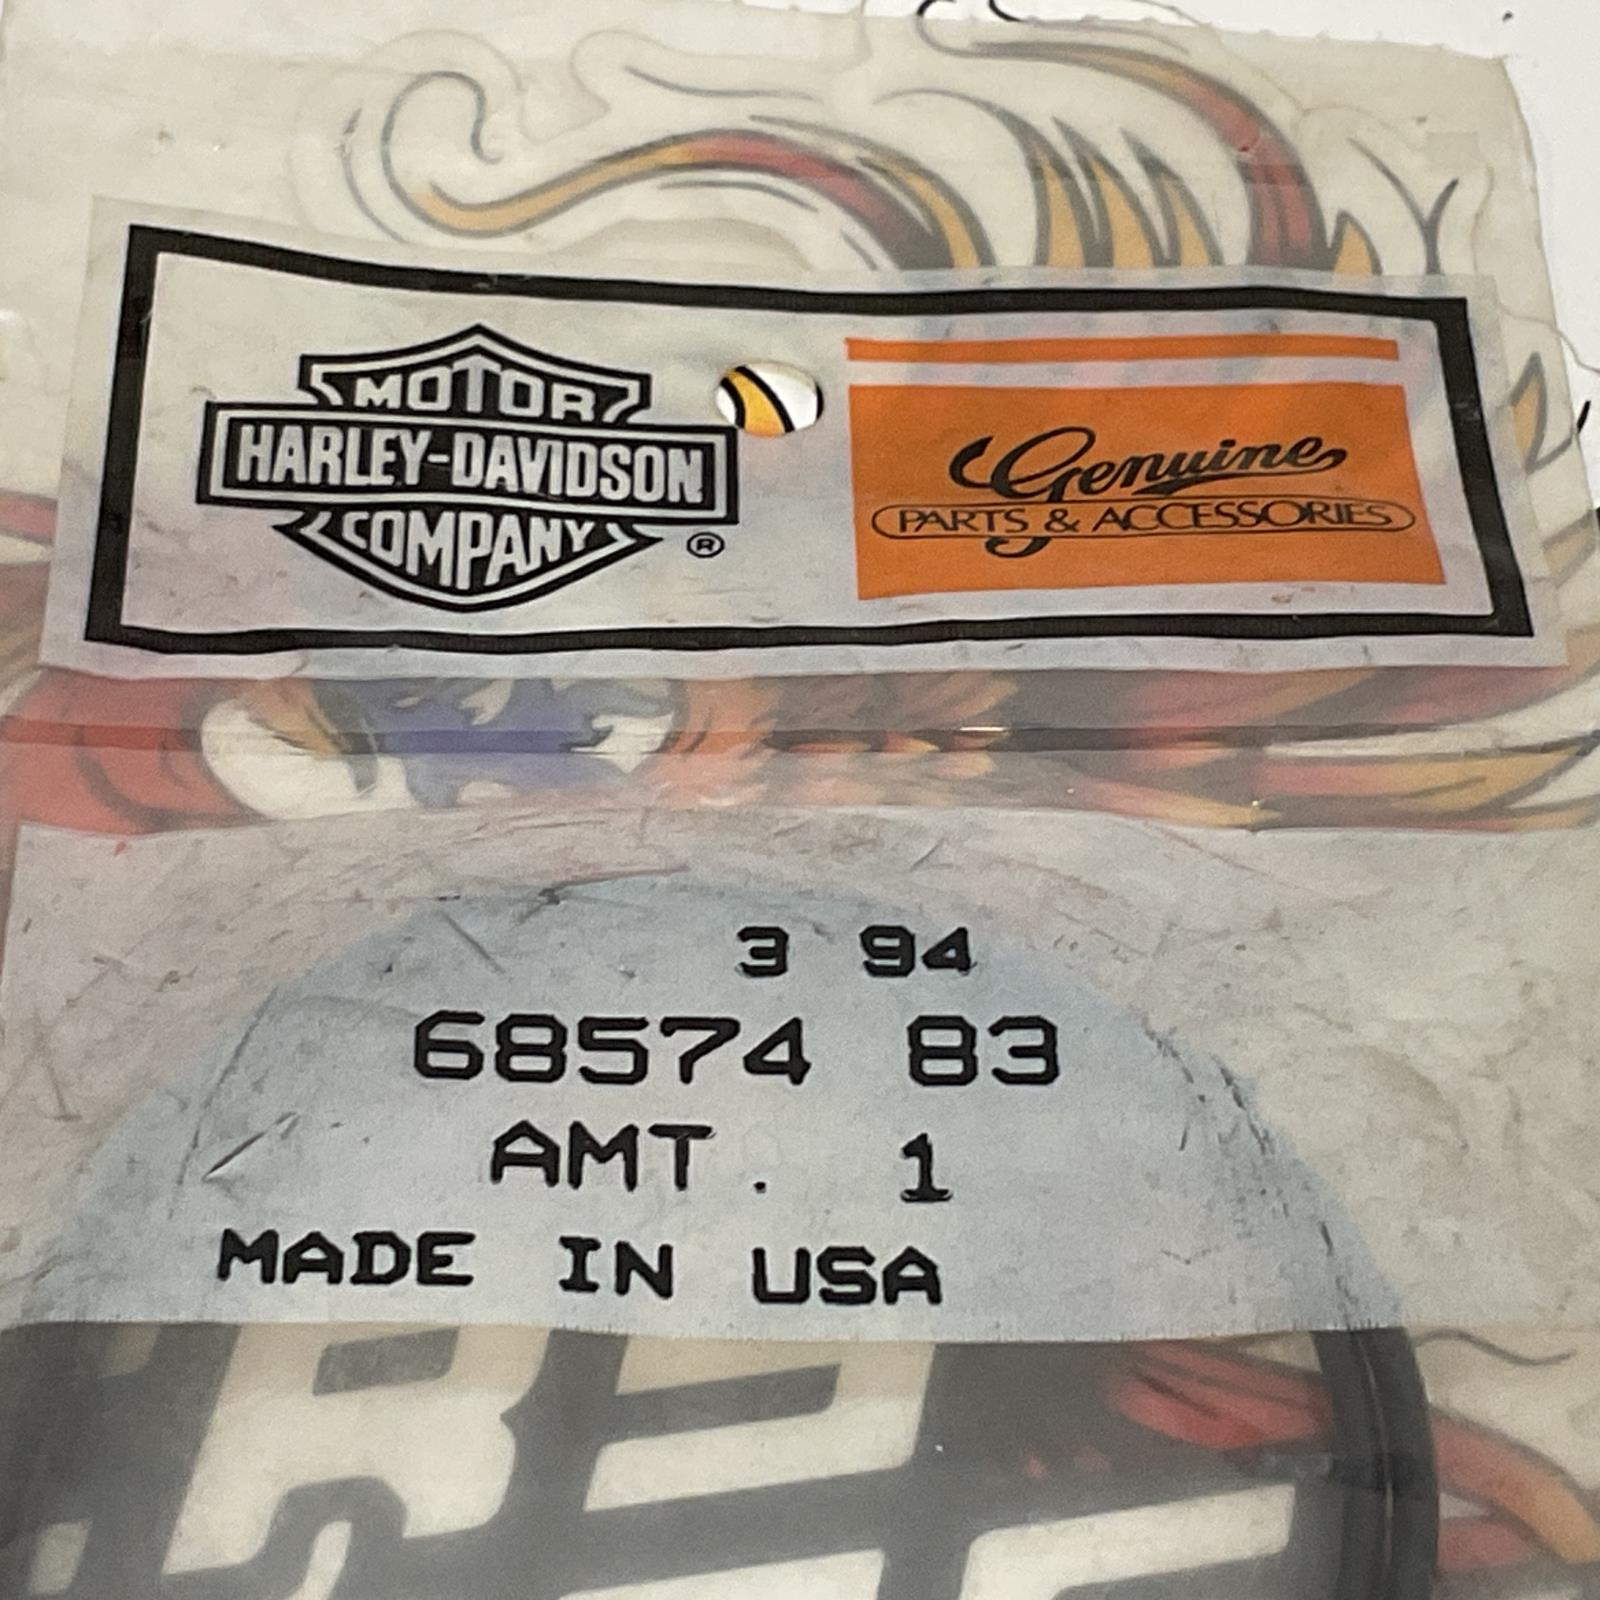 MOTOR
HARLEY-DAVIDSON
COMPANY
®
Genuine
PARTS & ACCESSORIES
3 94
68574 83
AMT. 1
MADE IN USA